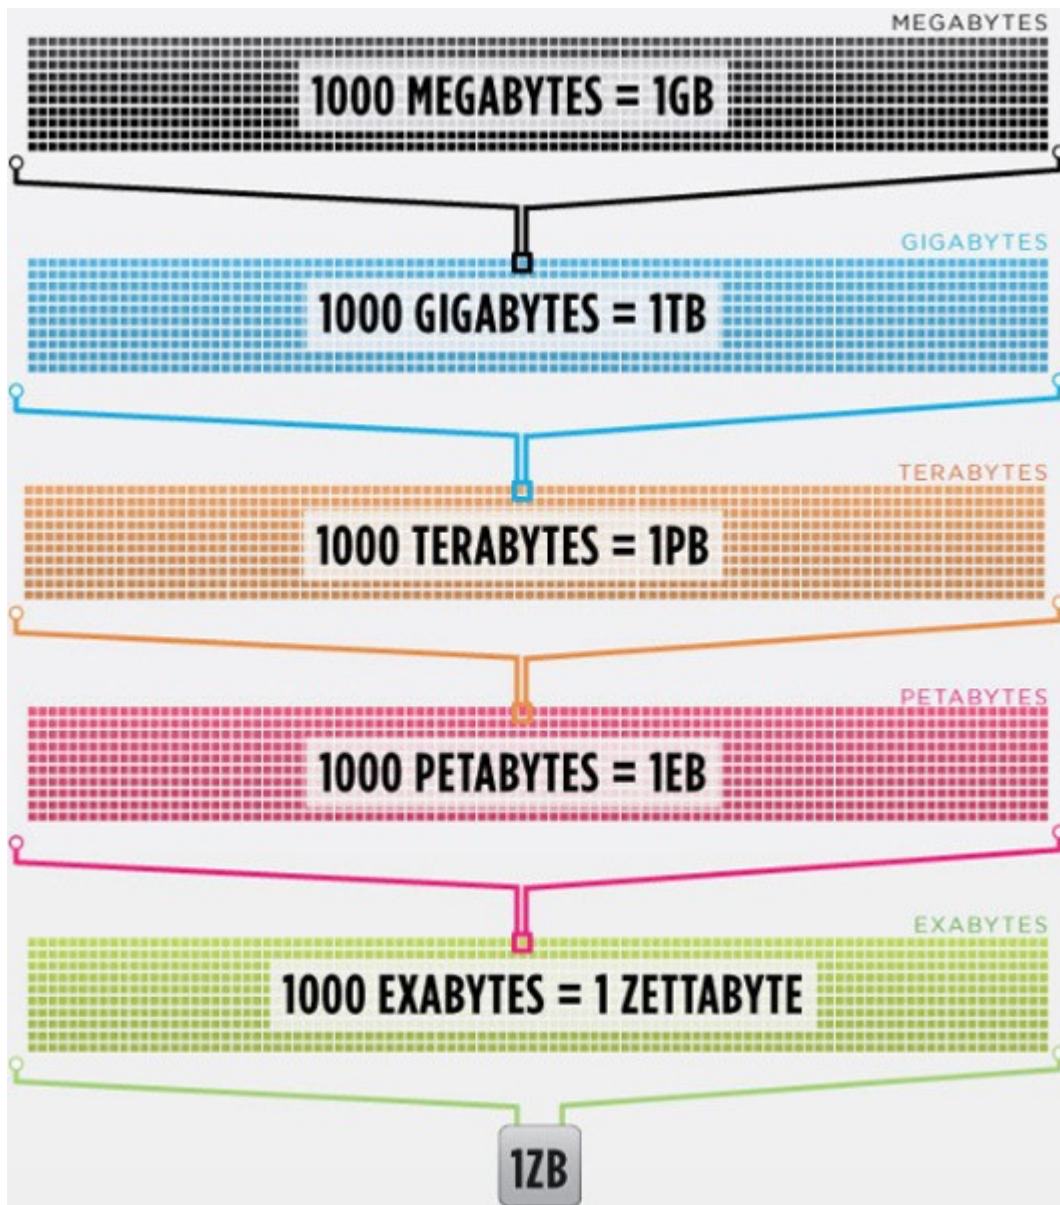 MEGABYTES
1000 MEGABYTES = 1GB
GIGABYTES
1000 GIGABYTES = 1TB
TERABYTES
1000 TERABYTES = 1PB
PETABYTES
1000 PETABYTES = 1EB
EXABYTES
1000 EXABYTES = 1 ZETTABYTE
1ZB